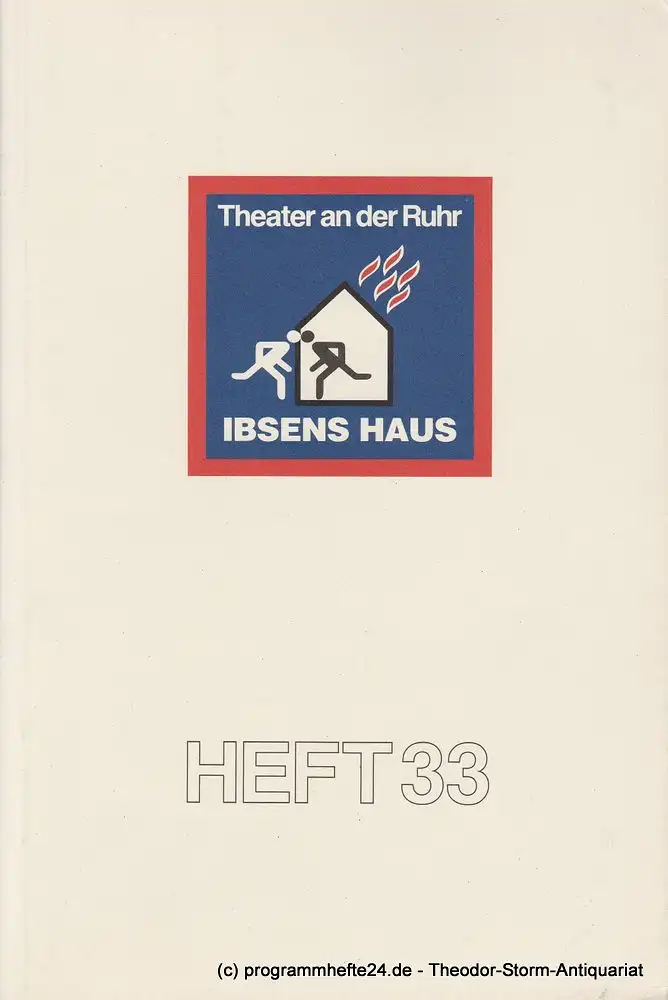 Theater an der Ruhr
IBSENS HAUS
HEFT 33
(c) programmhefte24.de - Theodor-Storm-Antiquariat